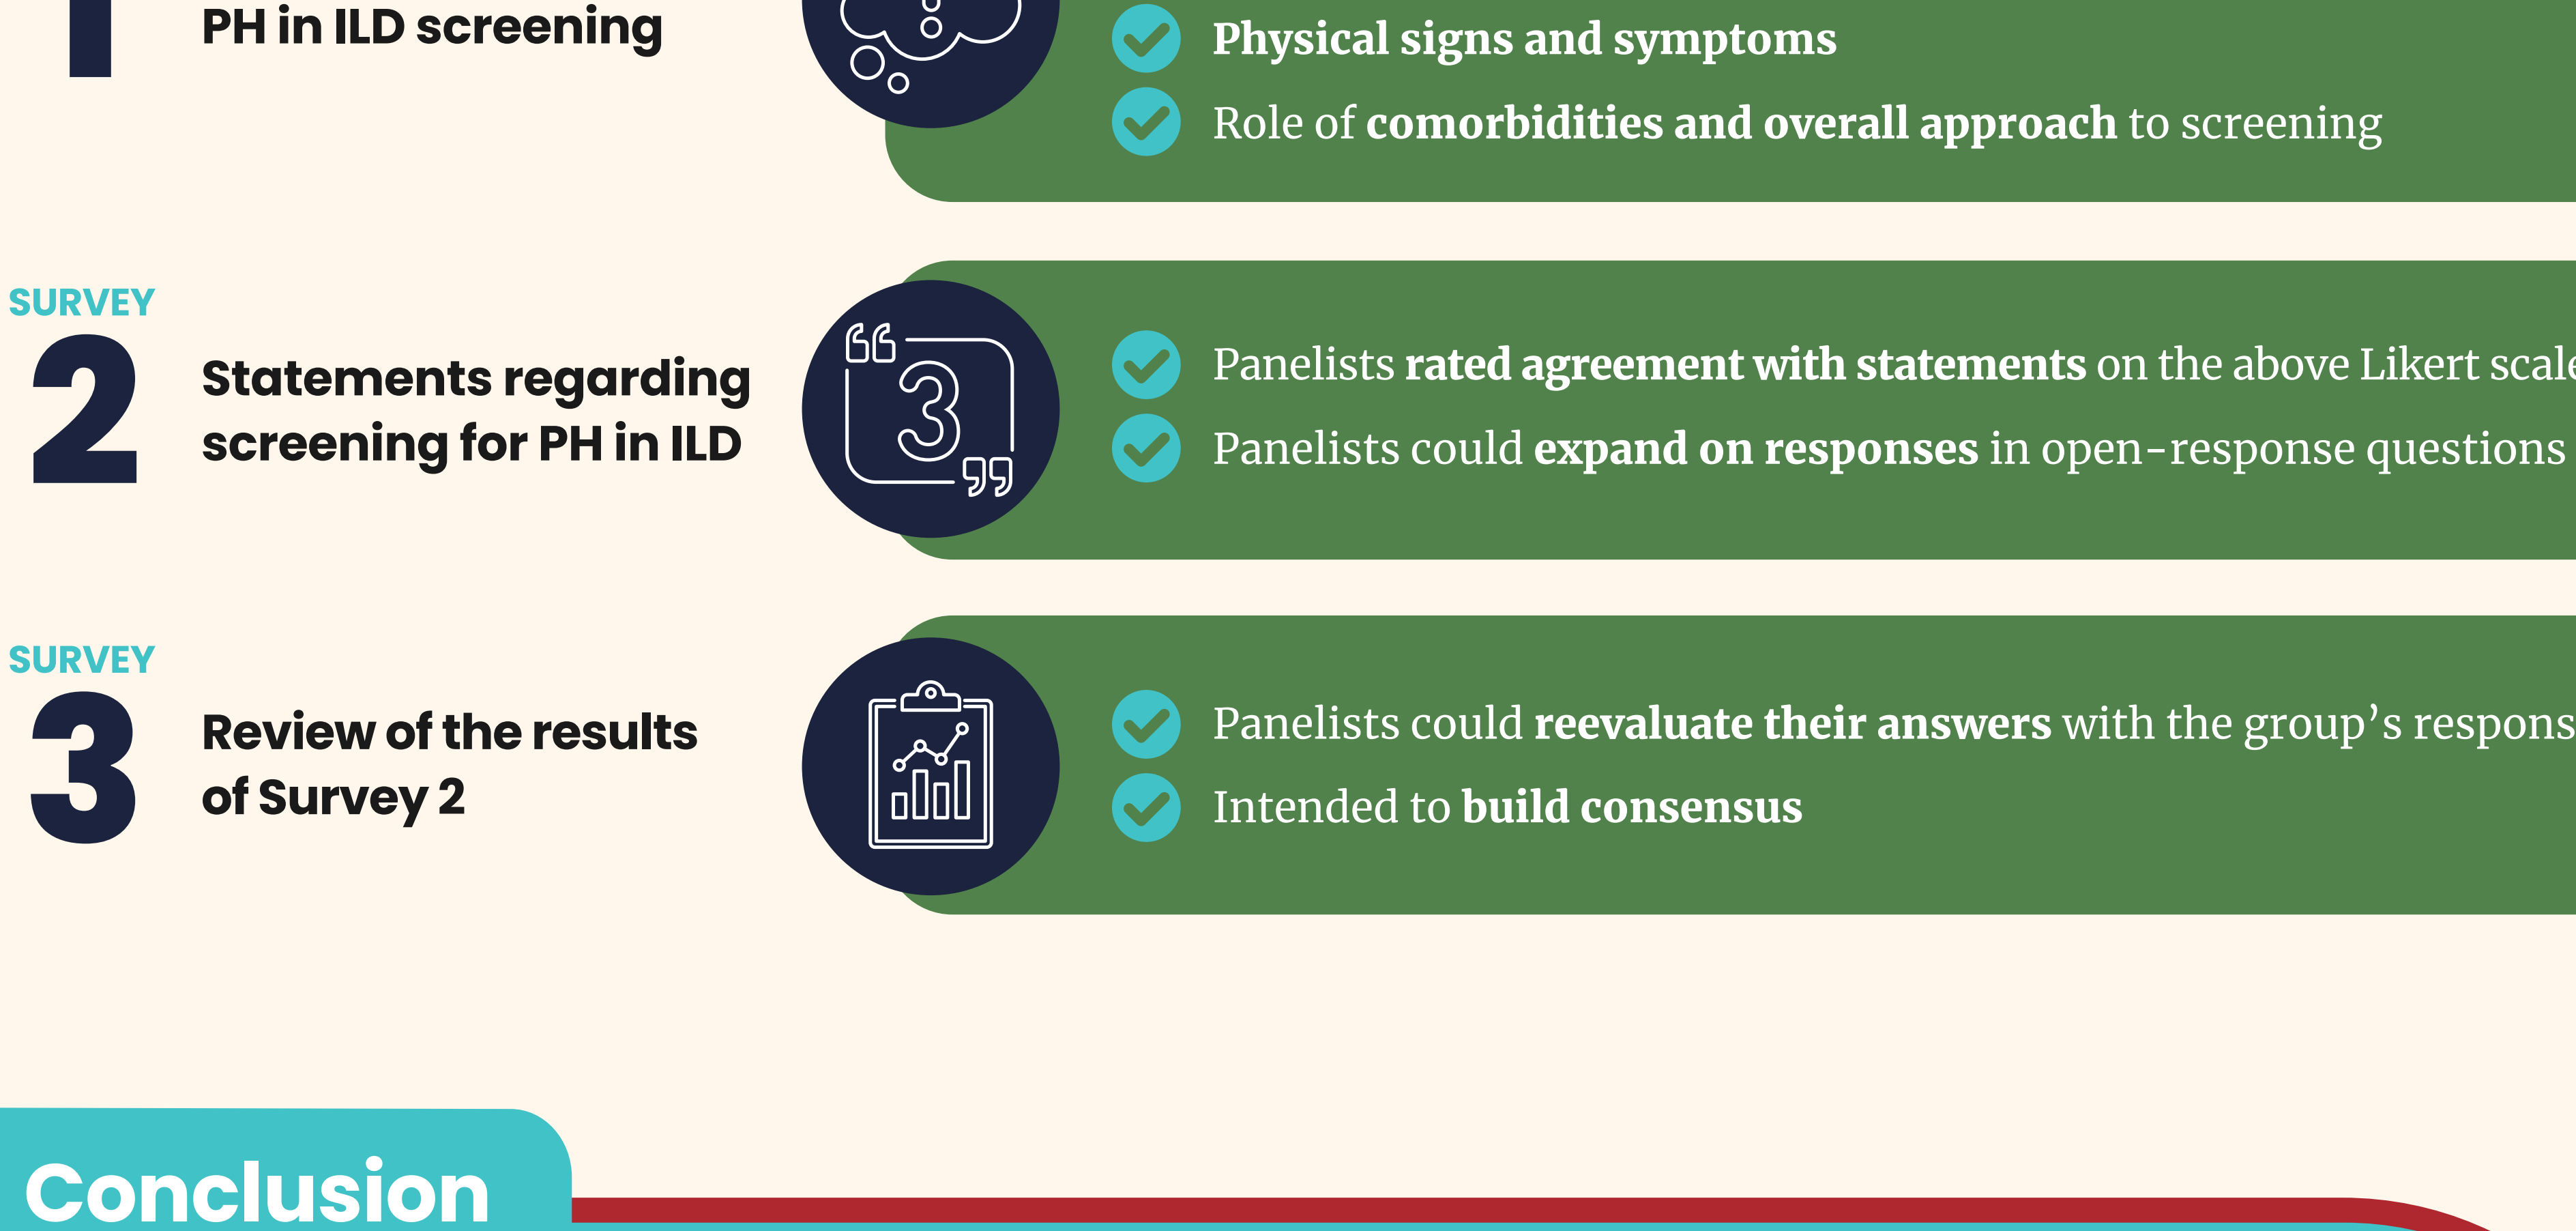 1
PH in ILD screening
Physical signs and symptoms
Role of comorbidities and overall approach to screening
SURVEY
2
Statements regarding
screening for PH in ILD
“ 3 ”
Panelists rated agreement with statements on the above Likert scale
Panelists could expand on responses in open-response questions
SURVEY
3
Review of the results
of Survey 2
Panelists could reevaluate their answers with the group’s respons
Intended to build consensus
Conclusion